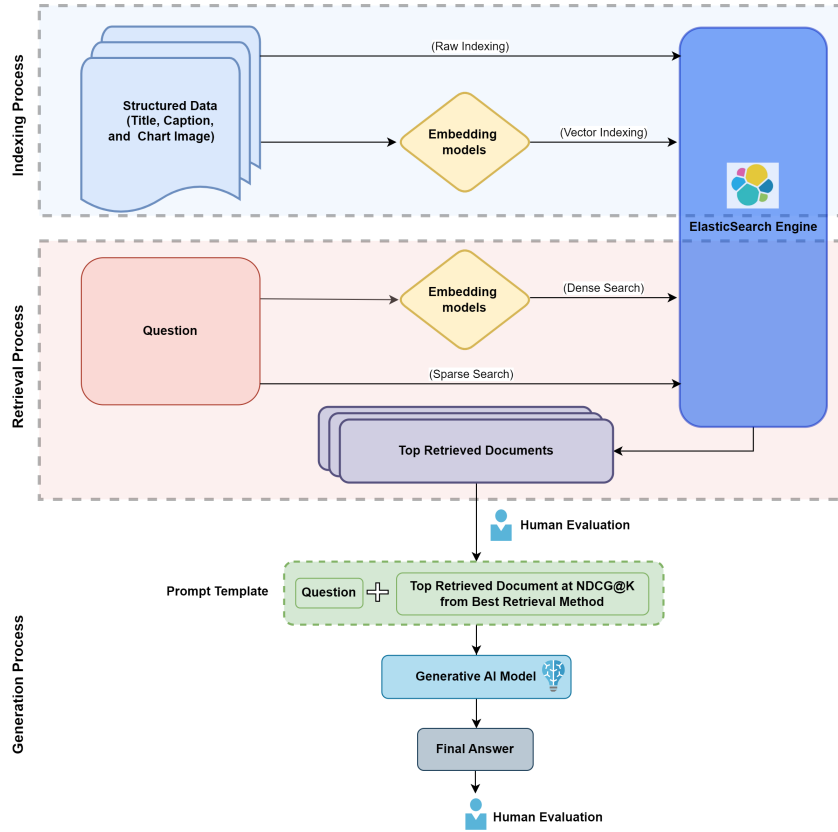 Indexing Process
Structured Data
(Title, Caption,
and Chart Image)
(Raw Indexing)
Embedding
models
(Vector Indexing)
ElasticSearch Engine
Retrieval Process
Question
Embedding
models
(Dense Search)
(Sparse Search)
Top Retrieved Documents
Human Evaluation
Generation Process
Prompt Template
Question
Top Retrieved Document at NDCG@K
from Best Retrieval Method
Generative AI Model
Final Answer
Human Evaluation